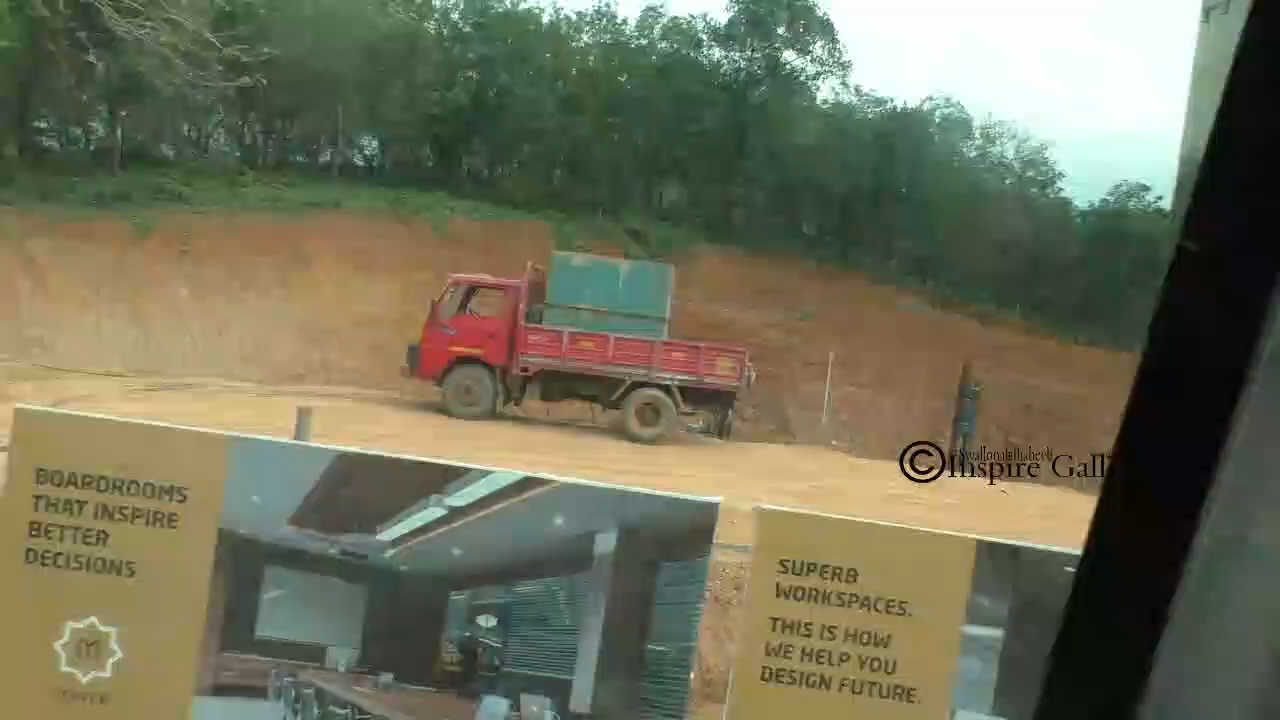 BOARDROOMS
THAT INSPIRE
BETTER
DECISIONS
SUPERB
WORKSPACES.
THIS IS HOW
WE HELP YOU
DESIGN FUTURE.
© Inspire Gall